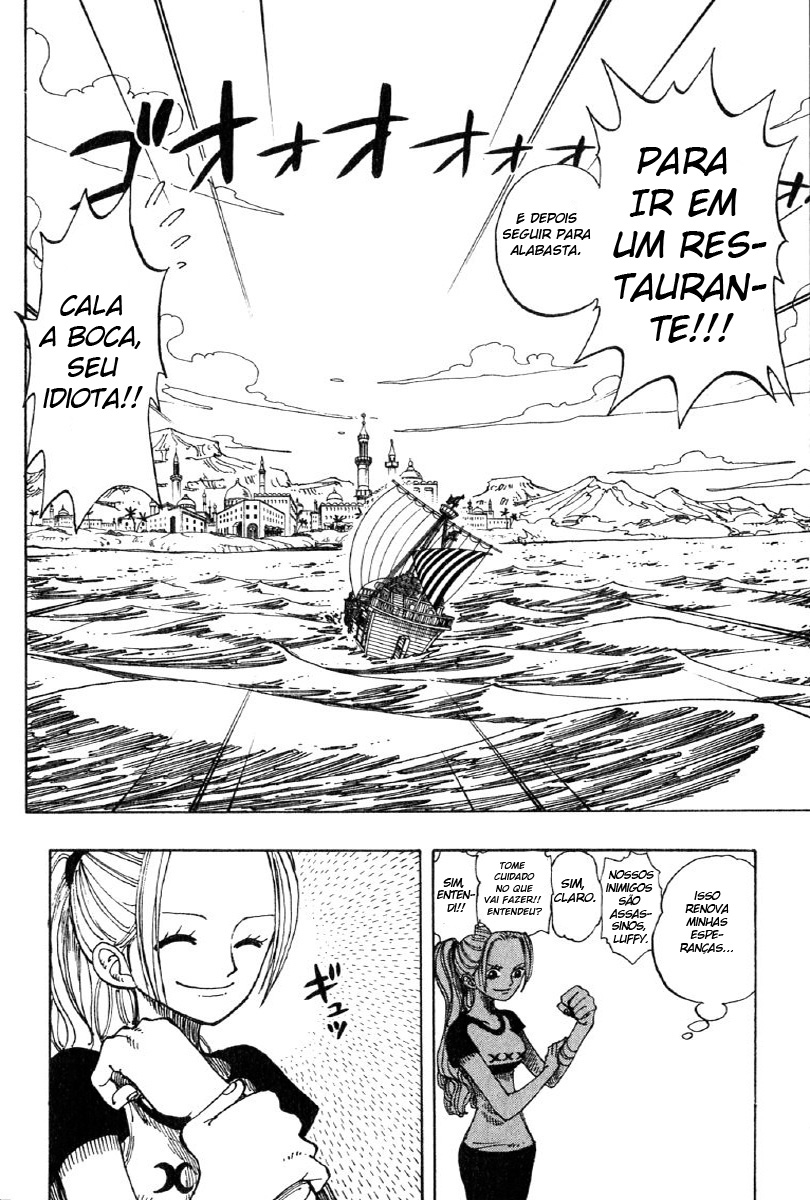 PARA
IR EM
UM RES-
TAURAN-
TE!!!
E DEPOIS
SEGUIR PARA
ALABASTA.
ゴオォオォオォォ
CALA
A BOCA,
SEU
IDIOTA!!
ISSO
RENOVA
MINHAS
ESPE-
RANÇAS...
NOSSOS
INIMIGOS
SÃO
ASSAS-
SINOS,
LUFFY.
SIM,
CLARO.
TOME
CUIDADO
NO QUE
VAI FAZER!!
ENTENDEU?
SIM,
ENTEN-
DI!!
XXX
ギュッ
X